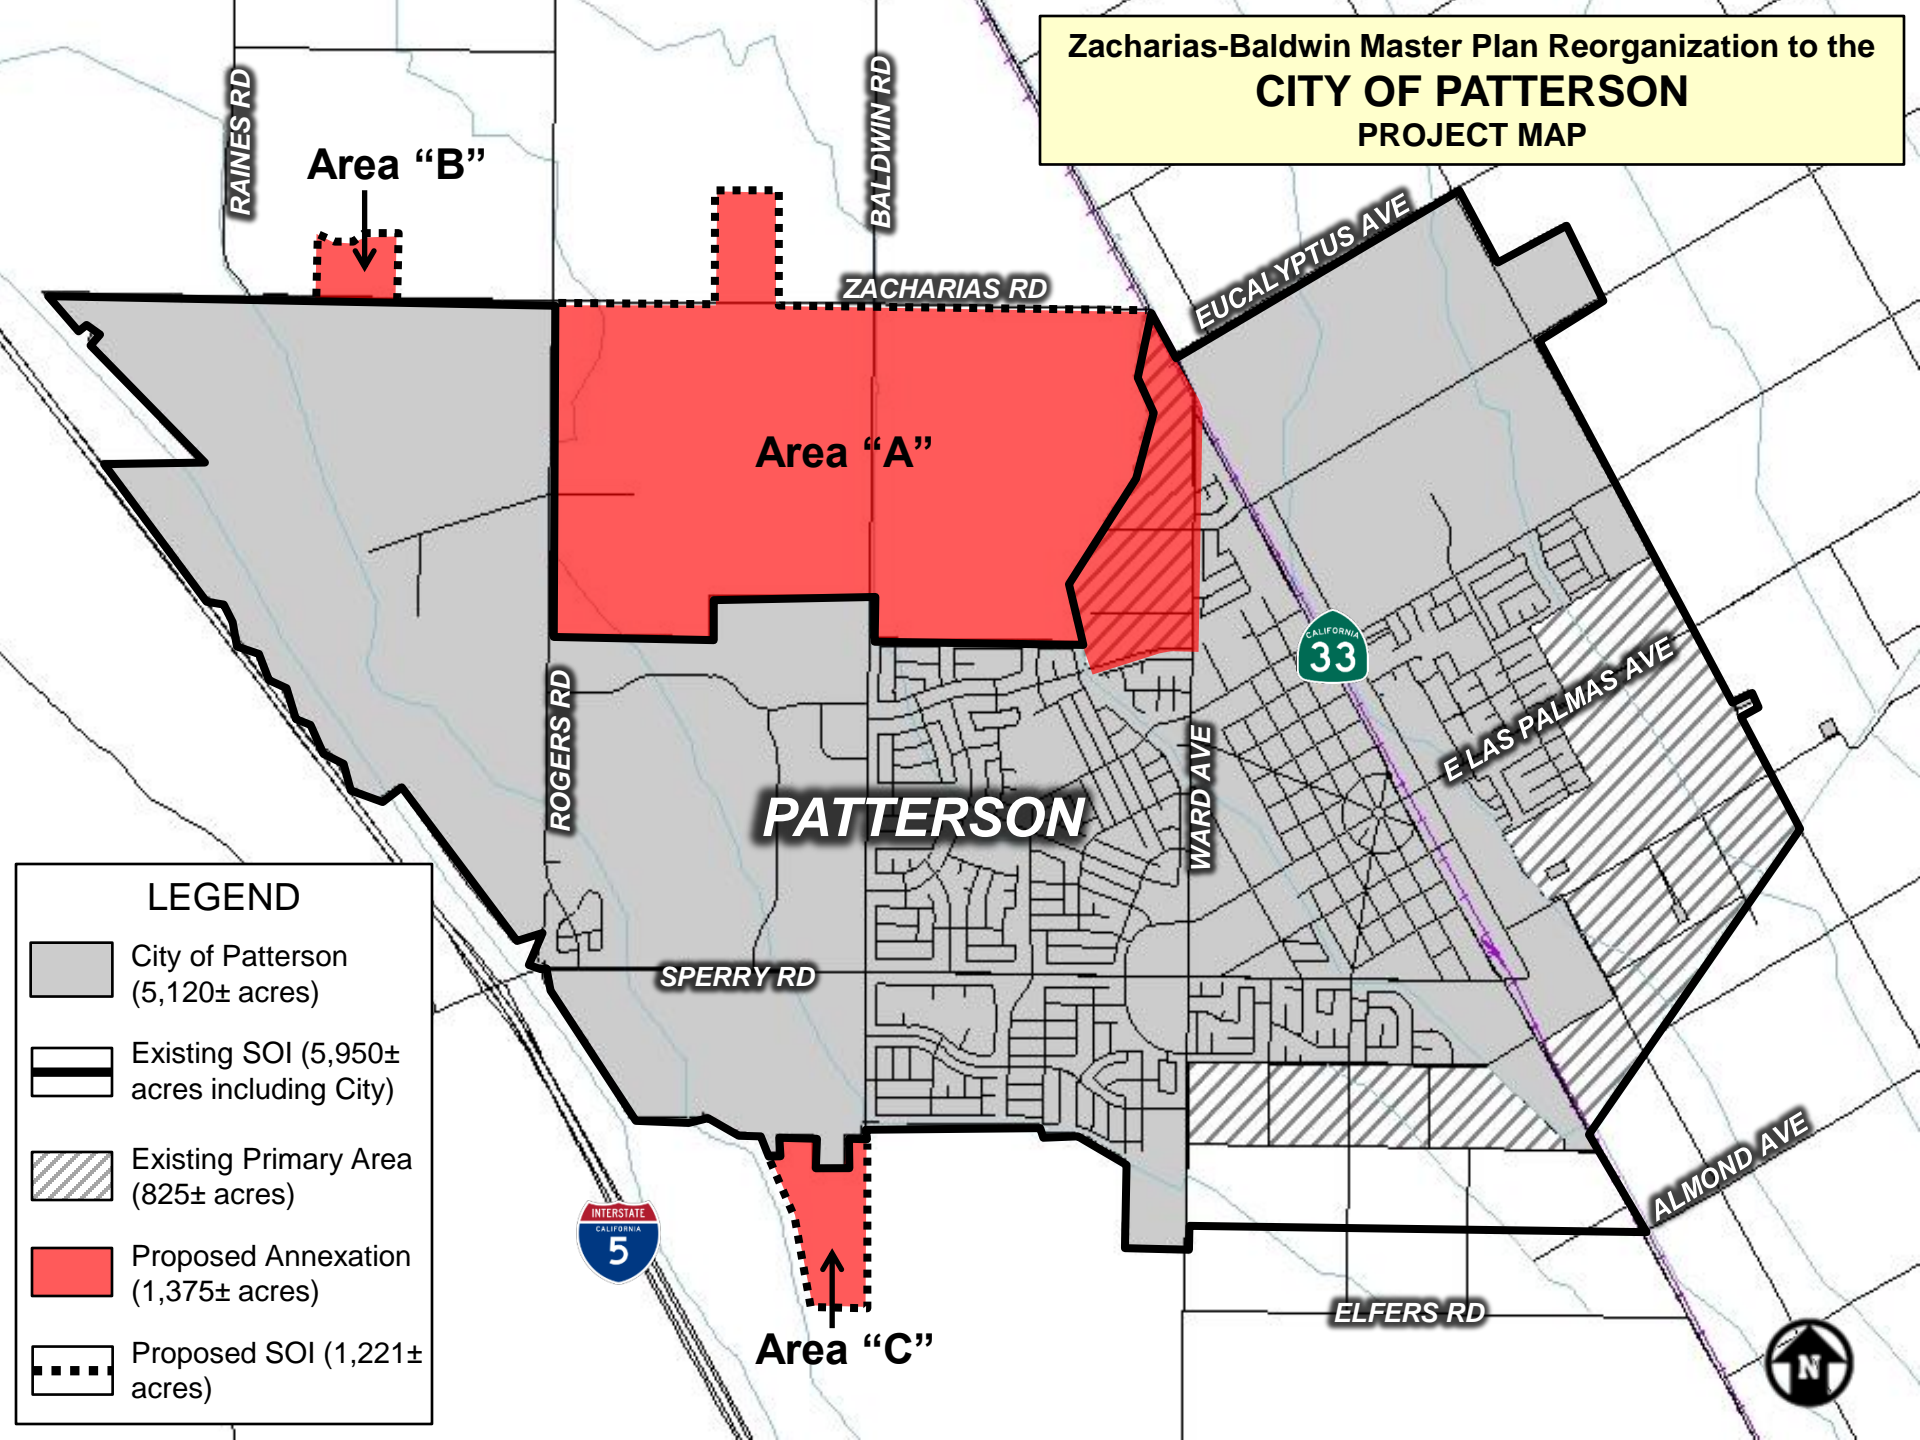 Zacharias-Baldwin Master Plan Reorganization to the
CITY OF PATTERSON
PROJECT MAP
RAINES RD
BALDWIN RD
Area “B”
EUCALYPTUS AVE
ZACHARIAS RD
Area “A”
CALIFORNIA
33
E LAS PALMAS AVE
ROGERS RD
WARD AVE
PATTERSON
SPERRY RD
ALMOND AVE
INTERSTATE
CALIFORNIA
5
ELFERS RD
Area “C”
N
LEGEND
City of Patterson
(5,120± acres)
Existing SOI (5,950±
acres including City)
Existing Primary Area
(825± acres)
Proposed Annexation
(1,375± acres)
Proposed SOI (1,221±
acres)